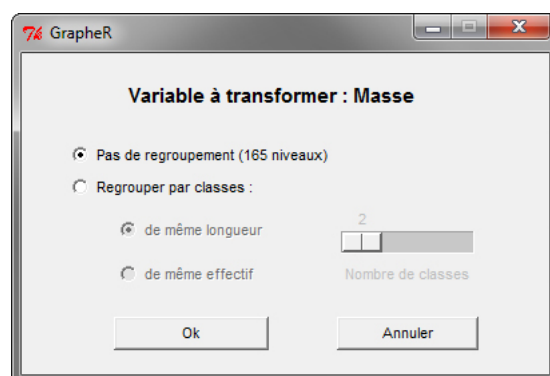 GrapheR
Variable à transformer : Masse
Pas de regroupement (165 niveaux)
Regrouper par classes :
de même longueur
2
de même effectif
Nombre de classes
Ok
Annuler